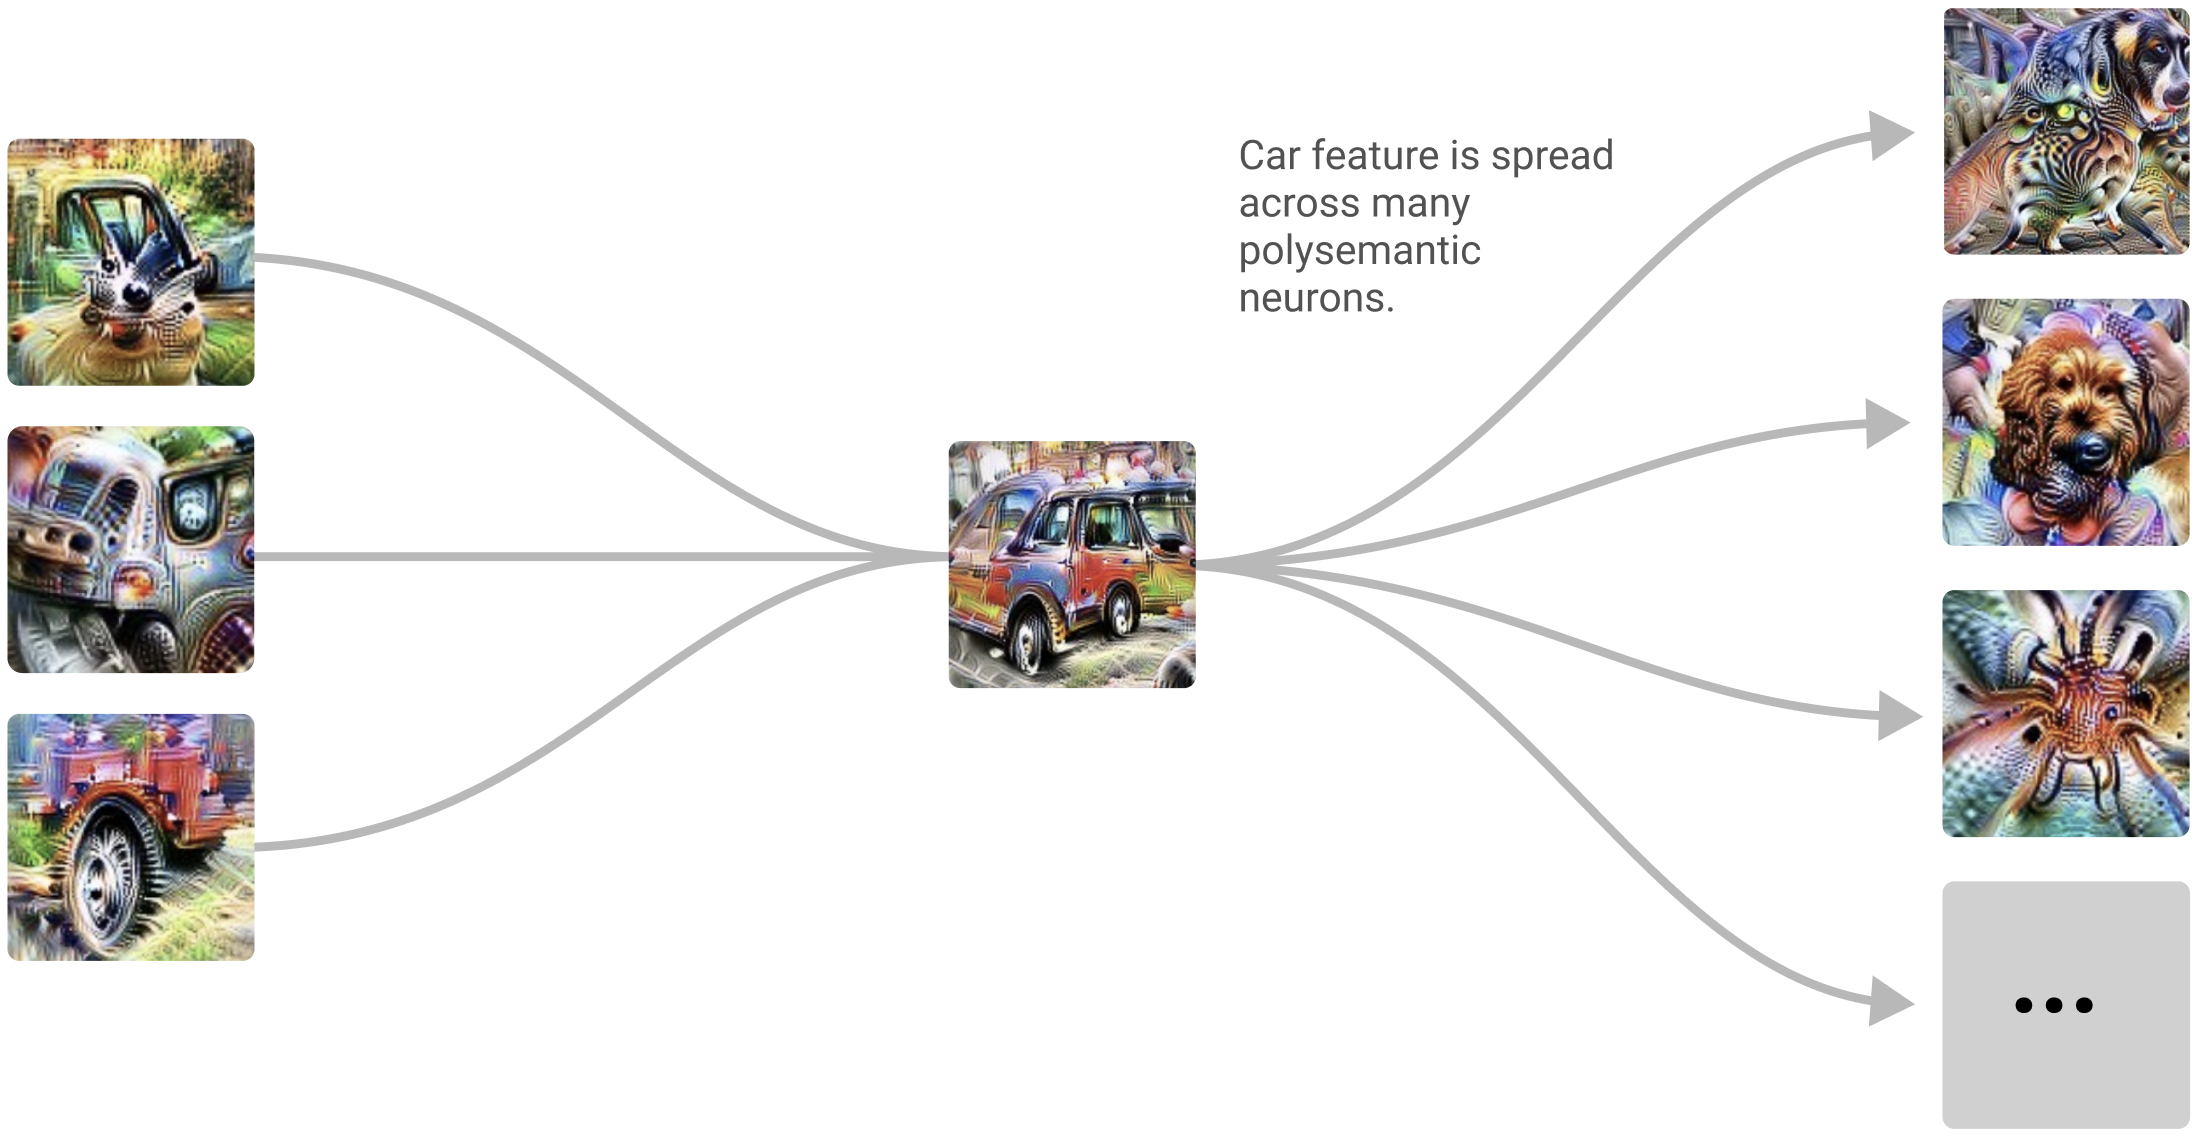 Car feature is spread
across many
polysemantic
neurons.
...